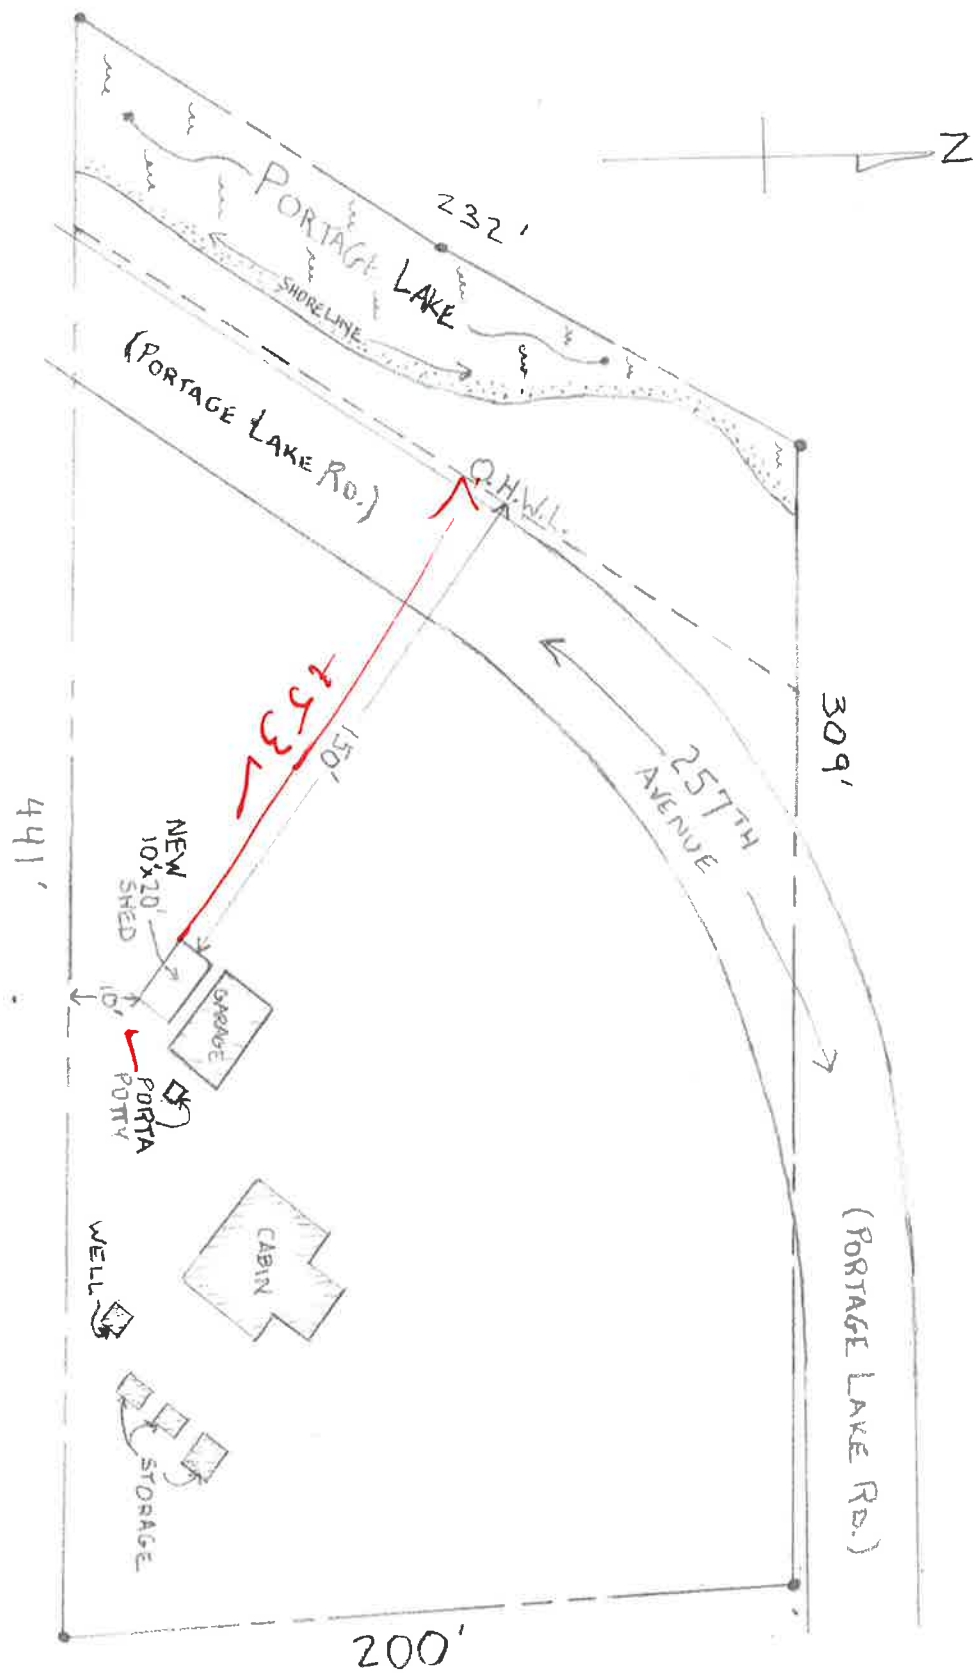 N
232'
PORTAGE LAKE
SHORELINE
(PORTAGE LAKE RD.)
O.H.W.L.
309'
257TH
AVENUE
150'
441'
NEW
10'x20'
SHED
10'
GARAGE
PORTA
POTTY
CABIN
WELL
STORAGE
(PORTAGE LAKE RD.)
200'